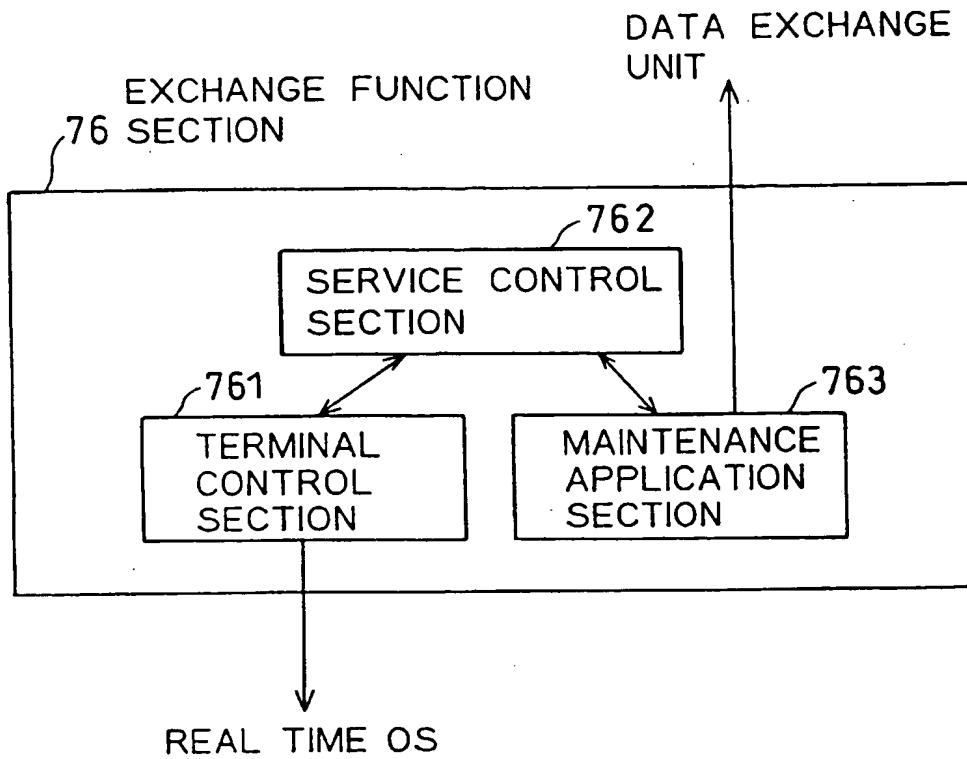 DATA EXCHANGE
UNIT
EXCHANGE FUNCTION
76 SECTION
762
SERVICE CONTROL
SECTION
761
TERMINAL
CONTROL
SECTION
763
MAINTENANCE
APPLICATION
SECTION
REAL TIME OS